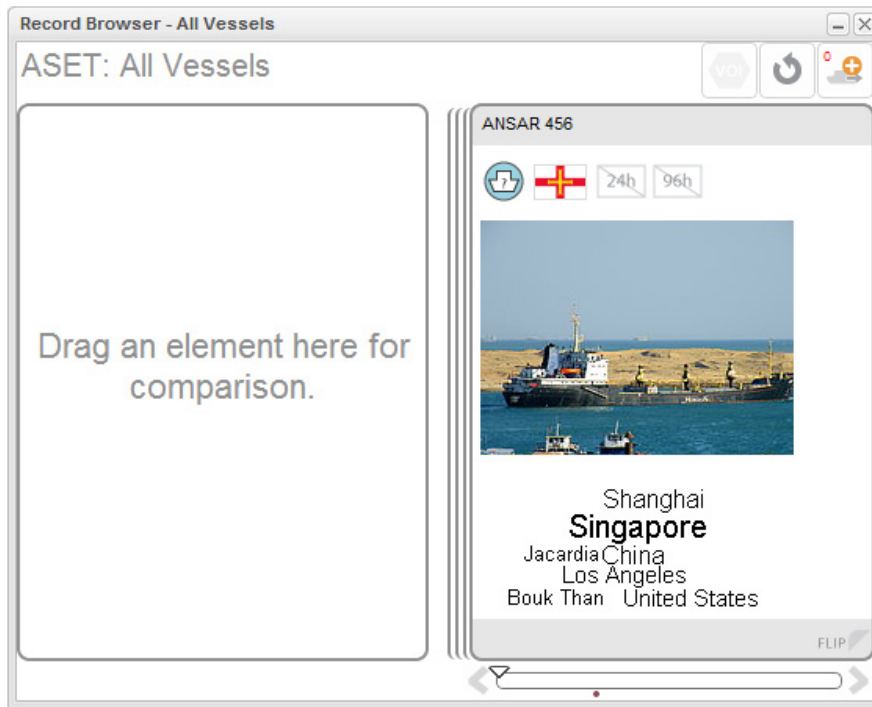 Record Browser - All Vessels
ASET: All Vessels
VOI
0
ANSAR 456
?
24h
96h
Drag an element here for
comparison.
Shanghai
Singapore
Jacardia China
Los Angeles
Bouk Than United States
FLIP